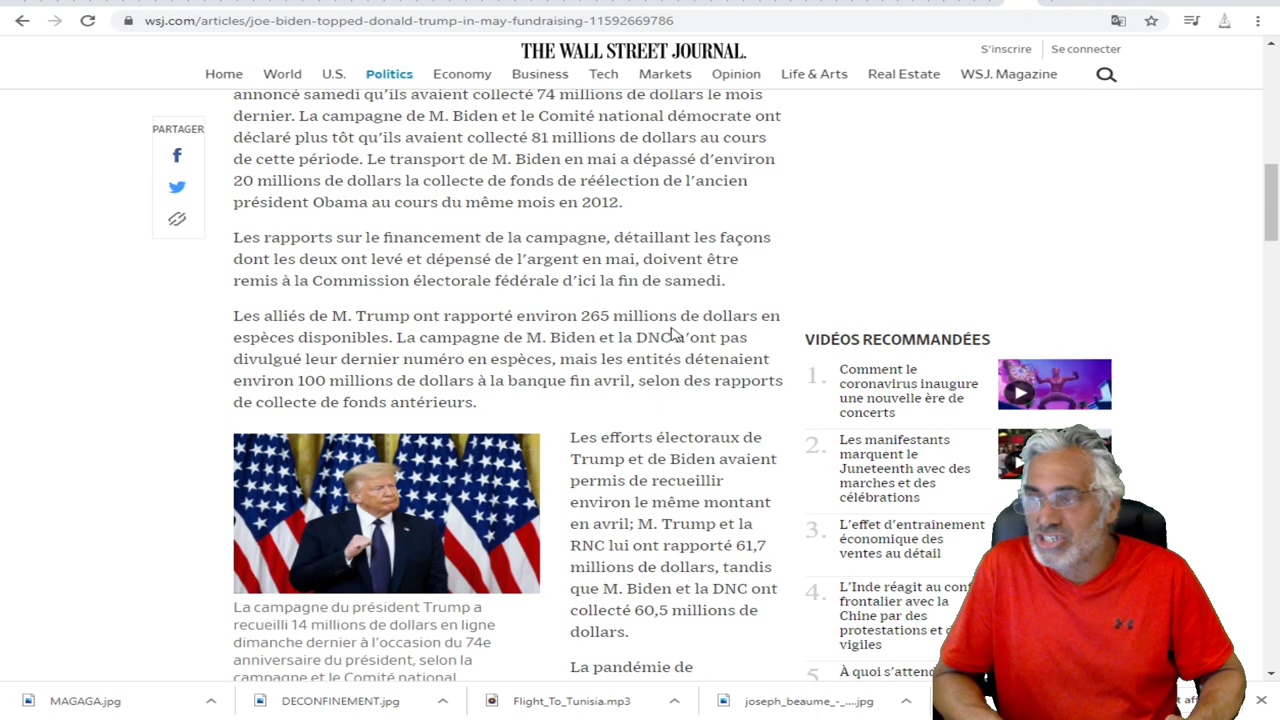 wsj.com/articles/joe-biden-topped-donald-trump-in-may-fundraising-11592669786
THE WALL STREET JOURNAL.
S'inscrire
Se connecter
Home World U.S. Politics Economy Business Tech Markets Opinion Life & Arts Real Estate WSJ. Magazine
PARTAGER
annoncé samedi qu'ils avaient collecté 74 millions de dollars le mois
dernier. La campagne de M. Biden et le Comité national démocrate ont
déclaré plus tôt qu'ils avaient collecté 81 millions de dollars au cours
de cette période. Le transport de M. Biden en mai a dépassé d'environ
20 millions de dollars la collecte de fonds de réélection de l'ancien
président Obama au cours du même mois en 2012.
Les rapports sur le financement de la campagne, détaillant les façons
dont les deux ont levé et dépensé de l'argent en mai, doivent être
remis à la Commission électorale fédérale d'ici la fin de samedi.
Les alliés de M. Trump ont rapporté environ 265 millions de dollars en
espèces disponibles. La campagne de M. Biden et la DNC n'ont pas
divulgué leur dernier numéro en espèces, mais les entités détenaient
environ 100 millions de dollars à la banque fin avril, selon des rapports
de collecte de fonds antérieurs.
La campagne du président Trump a
recueilli 14 millions de dollars en ligne
dimanche dernier à l'occasion du 74e
anniversaire du président, selon la
campagne et le Comité national
Les efforts électoraux de
Trump et de Biden avaient
permis de recueillir
environ le même montant
en avril; M. Trump et la
RNC lui ont rapporté 61,7
millions de dollars, tandis
que M. Biden et la DNC ont
collecté 60,5 millions de
dollars.
La pandémie de
VIDÉOS RECOMMANDÉES
1. Comment le
coronavirus inaugure
une nouvelle ère de
concerts
2. Les manifestants
marquent le
Juneteenth avec des
marches et des
célébrations
3. L'effet d'entraînement
économique des
ventes au détail
4. L'Inde réagit au
frontalier avec la
Chine par des
protestations et
vigiles
5. À quoi
MAGAGA.jpg
DECONFINEMENT.jpg
Flight_To_Tunisia.mp3
joseph_beaume_-_....jpg